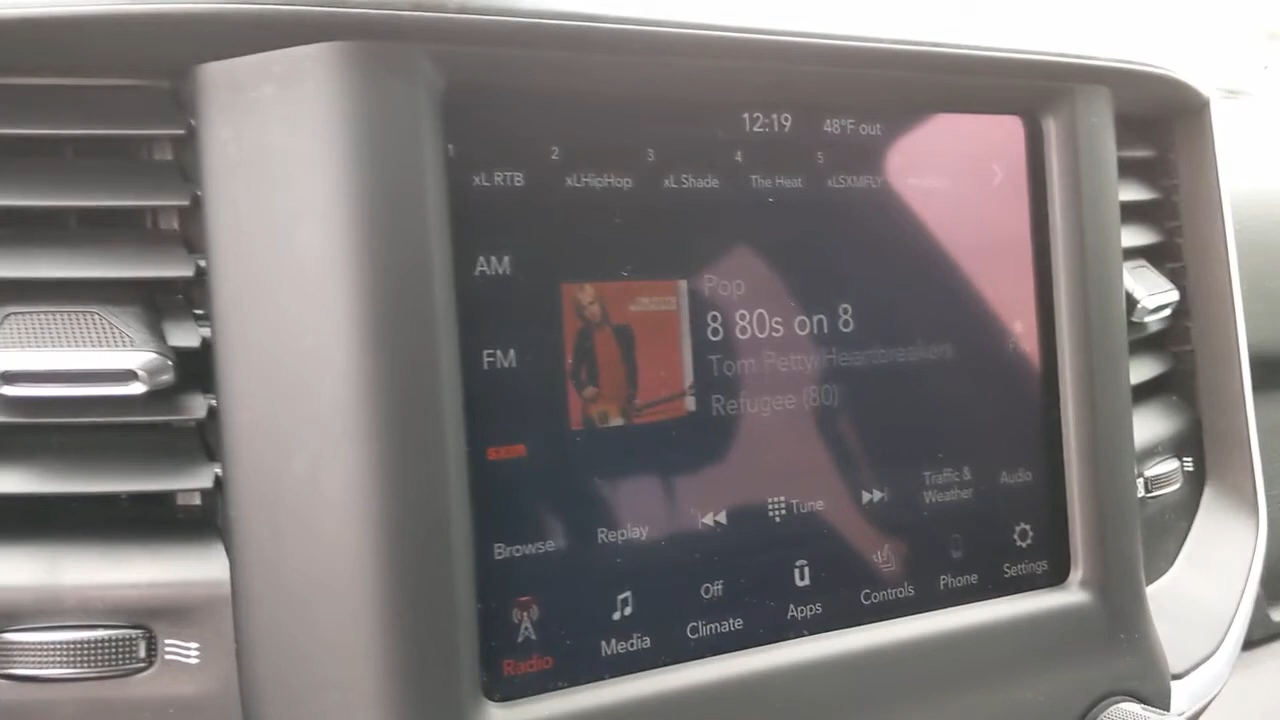 12:19 48°F out
1 2 3 4 5
xL RTB xLHipHop xL Shade The Heat xLSXMFLY
AM
FM
sxm
Pop
8 80s on 8
Tom Petty/Heartbreakers
Refugee (80)
Browse Replay Tune Traffic & Weather Audio
Radio Media Off Climate Apps Controls Phone Settings